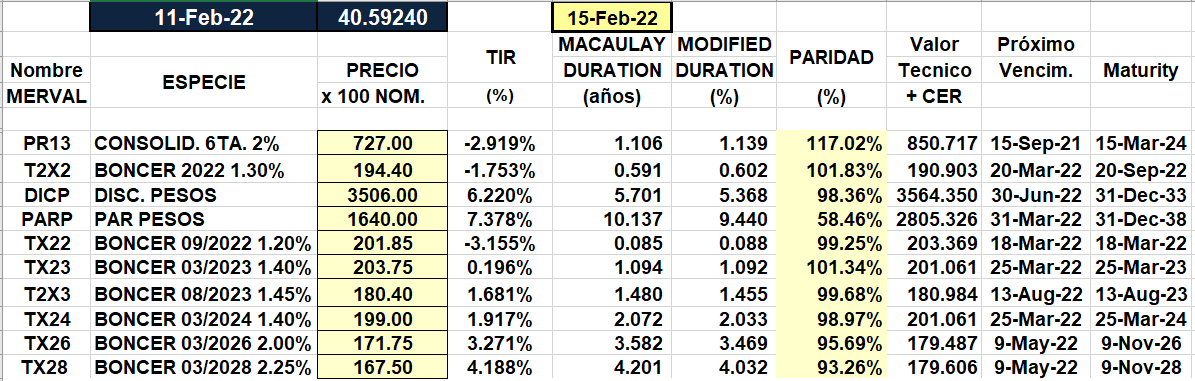 11-Feb-22 40.59240 15-Feb-22
MACAULAY MODIFIED Valor Próximo
TIR PARIDAD
Nombre PRECIO DURATION DURATION Tecnico Vencim. Maturity
ESPECIE
MERVAL x 100 NOM. (%) (años) (%) (%) + CER
PR13 CONSOLID. 6TA. 2% 727.00 -2.919% 1.106 1.139 117.02% 850.717 15-Sep-21 15-Mar-24
T2X2 BONCER 2022 1.30% 194.40 -1.753% 0.591 0.602 101.83% 190.903 20-Mar-22 20-Sep-22
DICP DISC. PESOS 3506.00 6.220% 5.701 5.368 98.36% 3564.350 30-Jun-22 31-Dec-33
PARP PAR PESOS 1640.00 7.378% 10.137 9.440 58.46% 2805.326 31-Mar-22 31-Dec-38
TX22 BONCER 09/2022 1.20% 201.85 -3.155% 0.085 0.088 99.25% 203.369 18-Mar-22 18-Mar-22
TX23 BONCER 03/2023 1.40% 203.75 0.196% 1.094 1.092 101.34% 201.061 25-Mar-22 25-Mar-23
T2X3 BONCER 08/2023 1.45% 180.40 1.681% 1.480 1.455 99.68% 180.984 13-Aug-22 13-Aug-23
TX24 BONCER 03/2024 1.40% 199.00 1.917% 2.072 2.033 98.97% 201.061 25-Mar-22 25-Mar-24
TX26 BONCER 03/2026 2.00% 171.75 3.271% 3.582 3.469 95.69% 179.487 9-May-22 9-Nov-26
TX28 BONCER 03/2028 2.25% 167.50 4.188% 4.201 4.032 93.26% 179.606 9-May-22 9-Nov-28